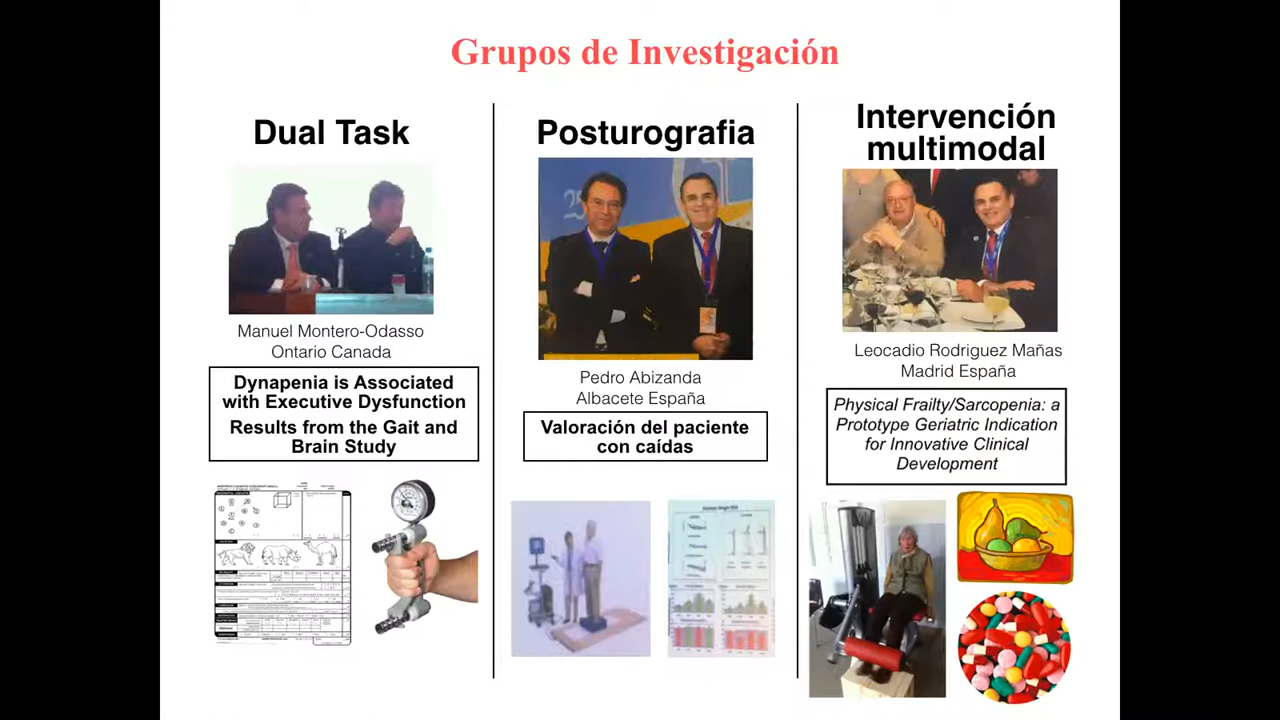 Grupos de Investigación
Dual Task
Manuel Montero-Odasso
Ontario Canada
Dynapenia is Associated
with Executive Dysfunction
Results from the Gait and
Brain Study
Posturografia
Pedro Abizanda
Albacete España
Valoración del paciente
con caídas
Intervención
multimodal
Leocadio Rodriguez Mañas
Madrid España
Physical Frailty/Sarcopenia: a
Prototype Geriatric Indication
for Innovative Clinical
Development